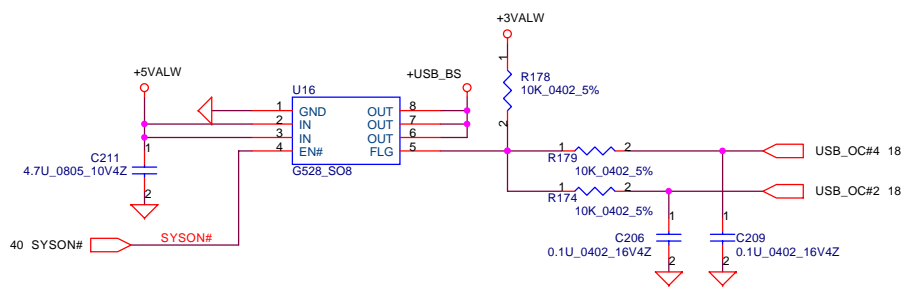 +3VALW
+5VALW
U16
+USB_BS
R178
10K_0402_5%
1
2
1 GND OUT 8
2 IN OUT 7
3 IN OUT 6
4 EN# FLG 5
G528_SO8
C211
4.7U_0805_10V4Z
1
2
R179
1
2
10K_0402_5%
USB_OC#4 18
R174
1
2
10K_0402_5%
USB_OC#2 18
40 SYSON#
SYSON#
C206
0.1U_0402_16V4Z
1
2
C209
0.1U_0402_16V4Z
1
2